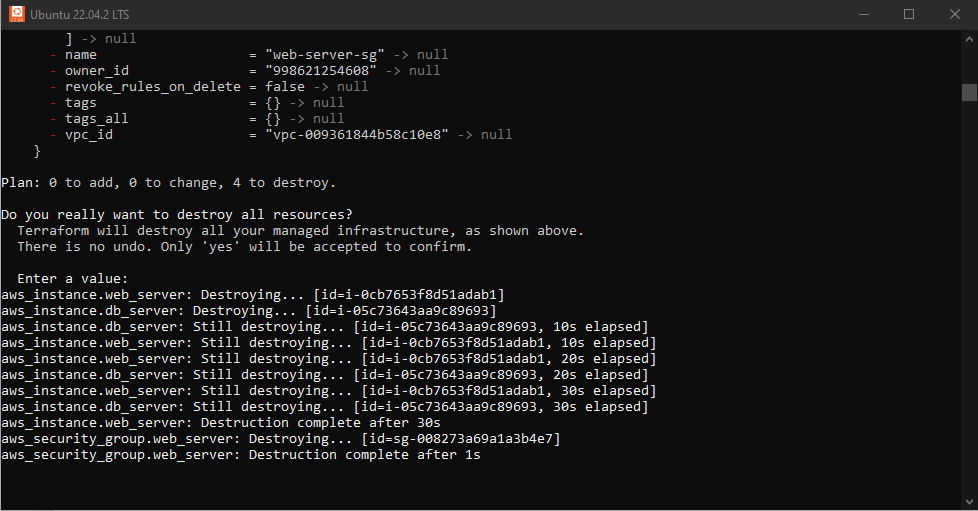 Ubuntu 22.04.2 LTS
] -> null
- name = "web-server-sg" -> null
- owner_id = "998621254608" -> null
- revoke_rules_on_delete = false -> null
- tags = {} -> null
- tags_all = {} -> null
- vpc_id = "vpc-009361844b58c10e8" -> null
}
Plan: 0 to add, 0 to change, 4 to destroy.
Do you really want to destroy all resources?
Terraform will destroy all your managed infrastructure, as shown above.
There is no undo. Only 'yes' will be accepted to confirm.
Enter a value:
aws_instance.web_server: Destroying... [id=i-0cb7653f8d51adab1]
aws_instance.db_server: Destroying... [id=i-05c73643aa9c89693]
aws_instance.db_server: Still destroying... [id=i-05c73643aa9c89693, 10s elapsed]
aws_instance.web_server: Still destroying... [id=i-0cb7653f8d51adab1, 10s elapsed]
aws_instance.web_server: Still destroying... [id=i-0cb7653f8d51adab1, 20s elapsed]
aws_instance.db_server: Still destroying... [id=i-05c73643aa9c89693, 20s elapsed]
aws_instance.web_server: Still destroying... [id=i-0cb7653f8d51adab1, 30s elapsed]
aws_instance.db_server: Still destroying... [id=i-05c73643aa9c89693, 30s elapsed]
aws_instance.web_server: Destruction complete after 30s
aws_security_group.web_server: Destroying... [id=sg-008273a69a1a3b4e7]
aws_security_group.web_server: Destruction complete after 1s